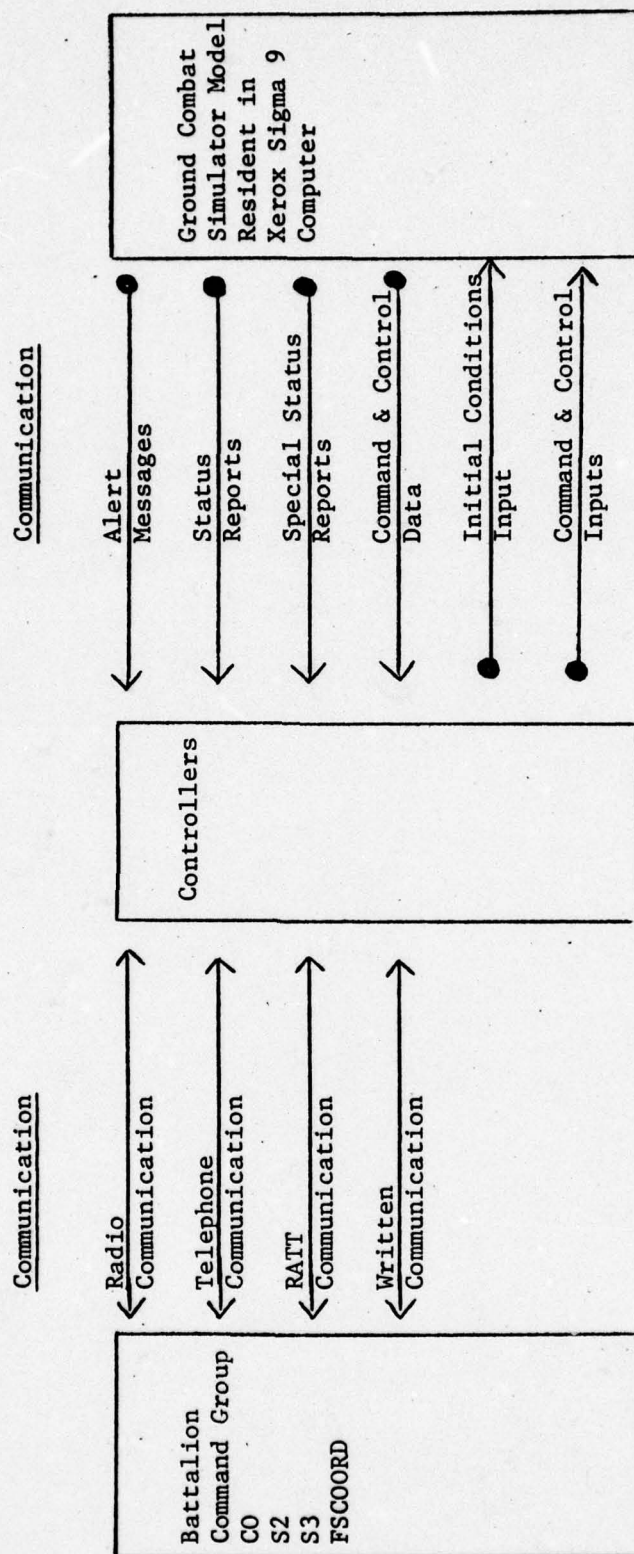 Communication
Communication
Battalion
Command Group
CO
S2
S3
FSCOORD
Radio
Communication
Telephone
Communication
RATT
Communication
Written
Communication
Controllers
Alert
Messages
Status
Reports
Special Status
Reports
Command & Control
Data
Initial Conditions
Input
Command & Control
Inputs
Ground Combat
Simulator Model
Resident in
Xerox Sigma 9
Computer